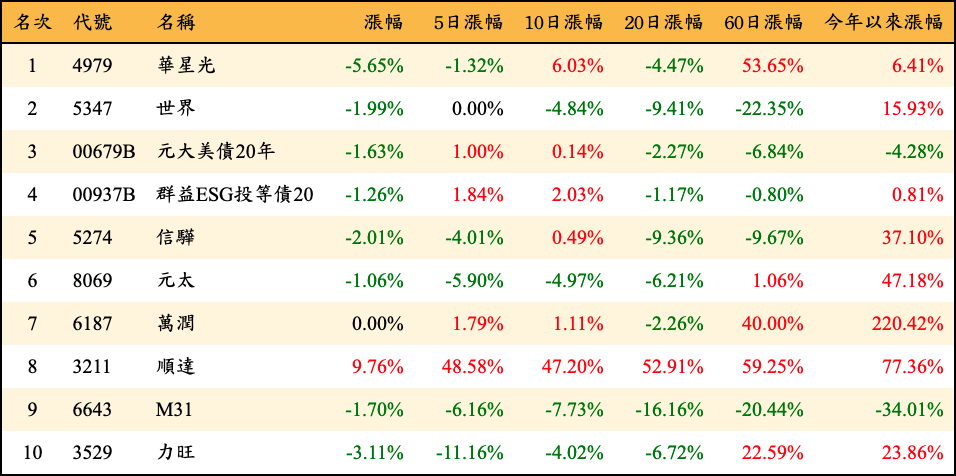 名次 代號 名稱 漲幅 5日漲幅 10日漲幅 20日漲幅 60日漲幅 今年以來漲幅
1 4979 華星光 -5.65% -1.32% 6.03% -4.47% 53.65% 6.41%
2 5347 世界 -1.99% 0.00% -4.84% -9.41% -22.35% 15.93%
3 00679B 元大美債20年 -1.63% 1.00% 0.14% -2.27% -6.84% -4.28%
4 00937B 群益ESG投等債20 -1.26% 1.84% 2.03% -1.17% -0.80% 0.81%
5 5274 信驊 -2.01% -4.01% 0.49% -9.36% -9.67% 37.10%
6 8069 元太 -1.06% -5.90% -4.97% -6.21% 1.06% 47.18%
7 6187 萬潤 0.00% 1.79% 1.11% -2.26% 40.00% 220.42%
8 3211 順達 9.76% 48.58% 47.20% 52.91% 59.25% 77.36%
9 6643 M31 -1.70% -6.16% -7.73% -16.16% -20.44% -34.01%
10 3529 力旺 -3.11% -11.16% -4.02% -6.72% 22.59% 23.86%